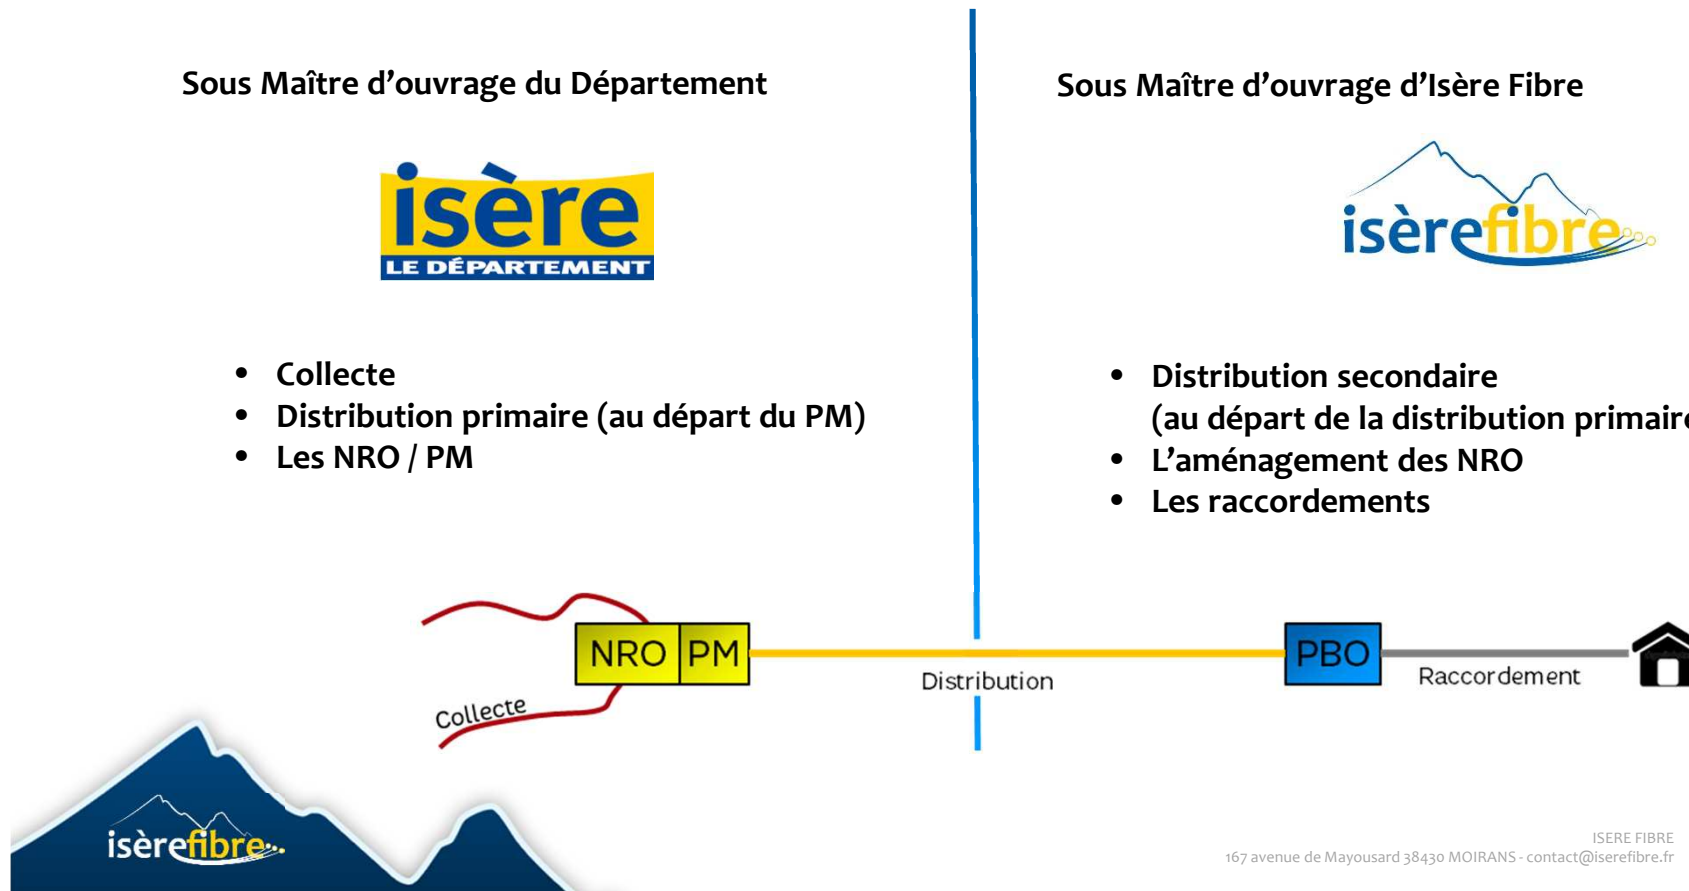 Sous Maître d’ouvrage du Département
isère
LE DÉPARTEMENT
• Collecte
• Distribution primaire (au départ du PM)
• Les NRO / PM
Sous Maître d’ouvrage d’Isère Fibre
isèrefibre
• Distribution secondaire
(au départ de la distribution primaire
• L’aménagement des NRO
• Les raccordements
NRO PM
PBO
Distribution
Raccordement
Collecte
isèrefibre
ISERE FIBRE
167 avenue de Mayousard 38430 MOIRANS - contact@iserefibre.fr